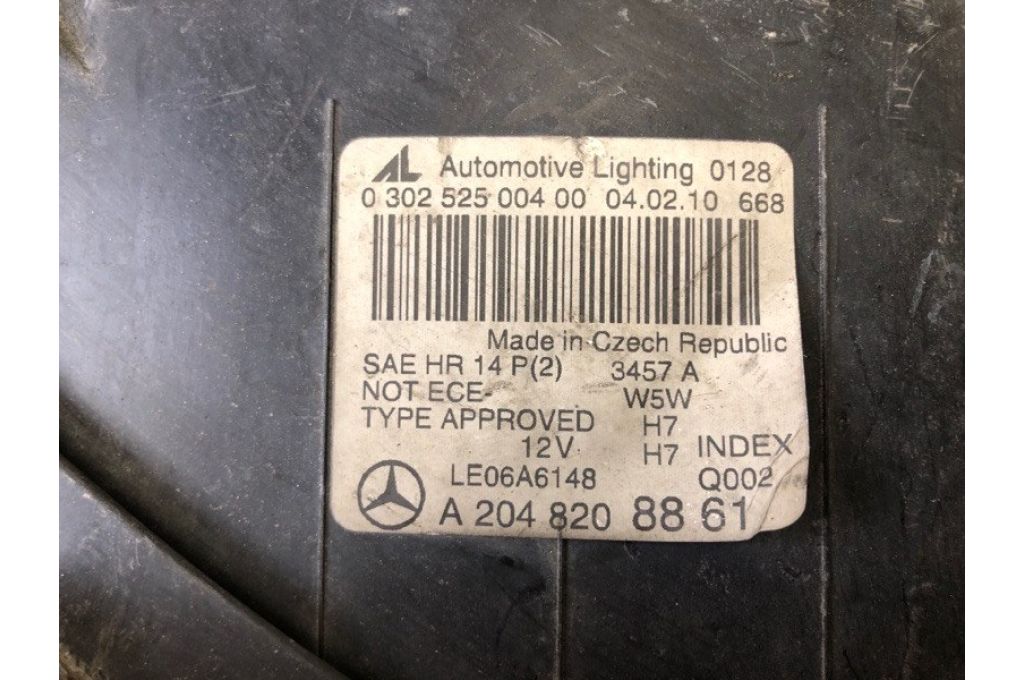 AL Automotive Lighting 0128
0 302 525 004 00 04.02.10 668
Made in Czech Republic
SAE HR 14 P(2) 3457 A
NOT ECE- W5W
TYPE APPROVED H7
12V H7 INDEX
LE06A6148 Q002
A 204 820 88 61